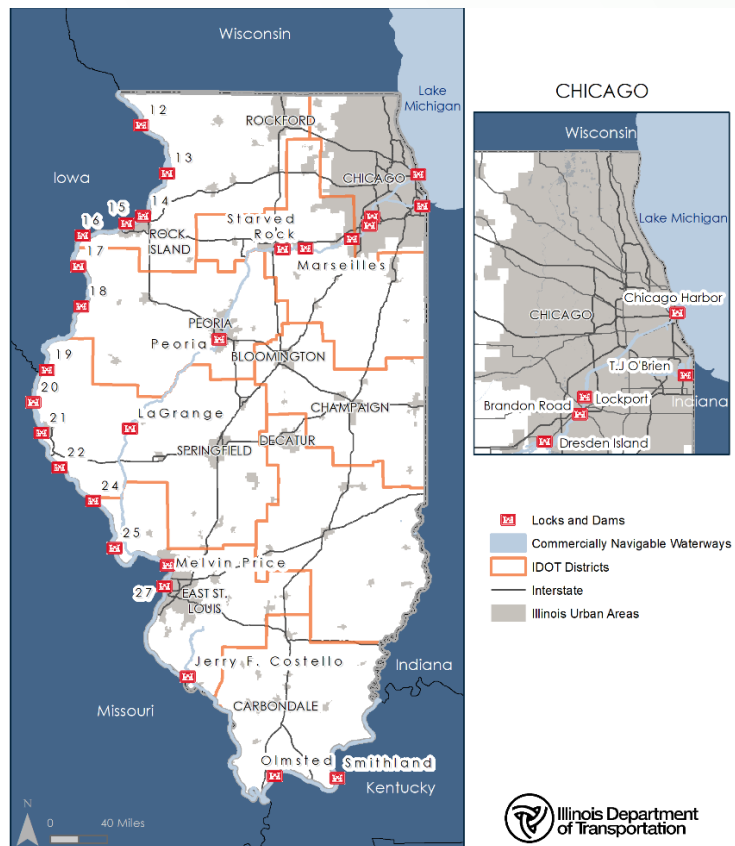 Wisconsin
Lake
Michigan
12
ROCKFORD
13
Iowa
CHICAGO
14
15
16
Starved
Rock
ROCK
ISLAND
17
Marseilles
18
PEORIA
Peoria
19
BLOOMINGTON
20
LaGrange
CHAMPAIGN
21
DECATUR
22
SPRINGFIELD
24
25
Melvin Price
27
EAST ST.
LOUIS
Jerry F. Costello
Indiana
Missouri
CARBONDALE
Olmsted
Smithland
Kentucky
N
0
40 Miles
CHICAGO
Wisconsin
Lake Michigan
Chicago Harbor
CHICAGO
T.J O'Brien
Lockport
Indiana
Brandon Road
Dresden Island
Locks and Dams
Commercially Navigable Waterways
IDOT Districts
Interstate
Illinois Urban Areas
Illinois Department
of Transportation